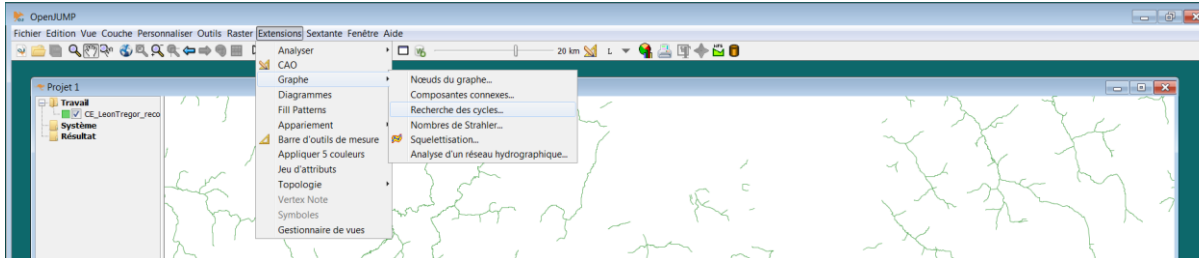 OpenJUMP
Fichier Edition Vue Couche Personnaliser Outils Raster Extensions Sextante Fenêtre Aide
20 km
L
Projet 1
Travail
CE_LeonTregor_reco
Système
Résultat
Analyser
CAO
Graphe
Diagrammes
Fill Patterns
Appariement
Barre d'outils de mesure
Appliquer 5 couleurs
Jeu d'attributs
Topologie
Vertex Note
Symboles
Gestionnaire de vues
Nœuds du graphe...
Composantes connexes...
Recherche des cycles...
Nombres de Strahler...
Squelettisation...
Analyse d'un réseau hydrographique...